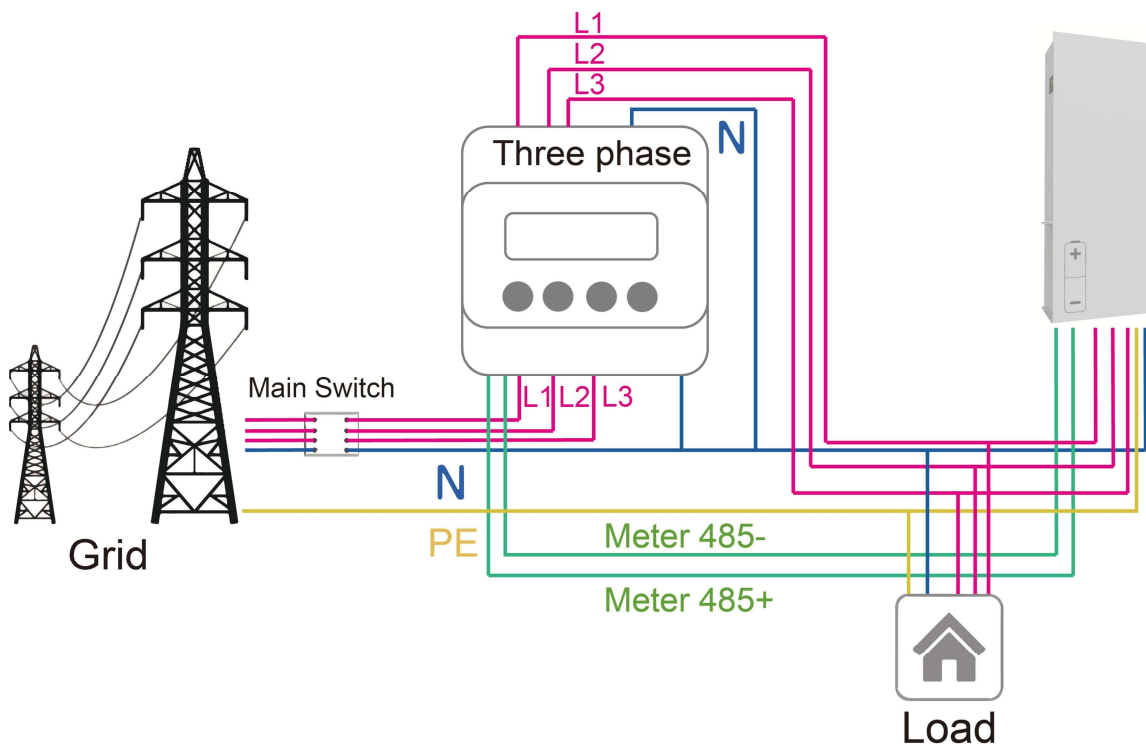 L1
L2
L3
N
Three phase
Main Switch
L1 L2 L3
N
PE
Grid
Meter 485-
Meter 485+
Load